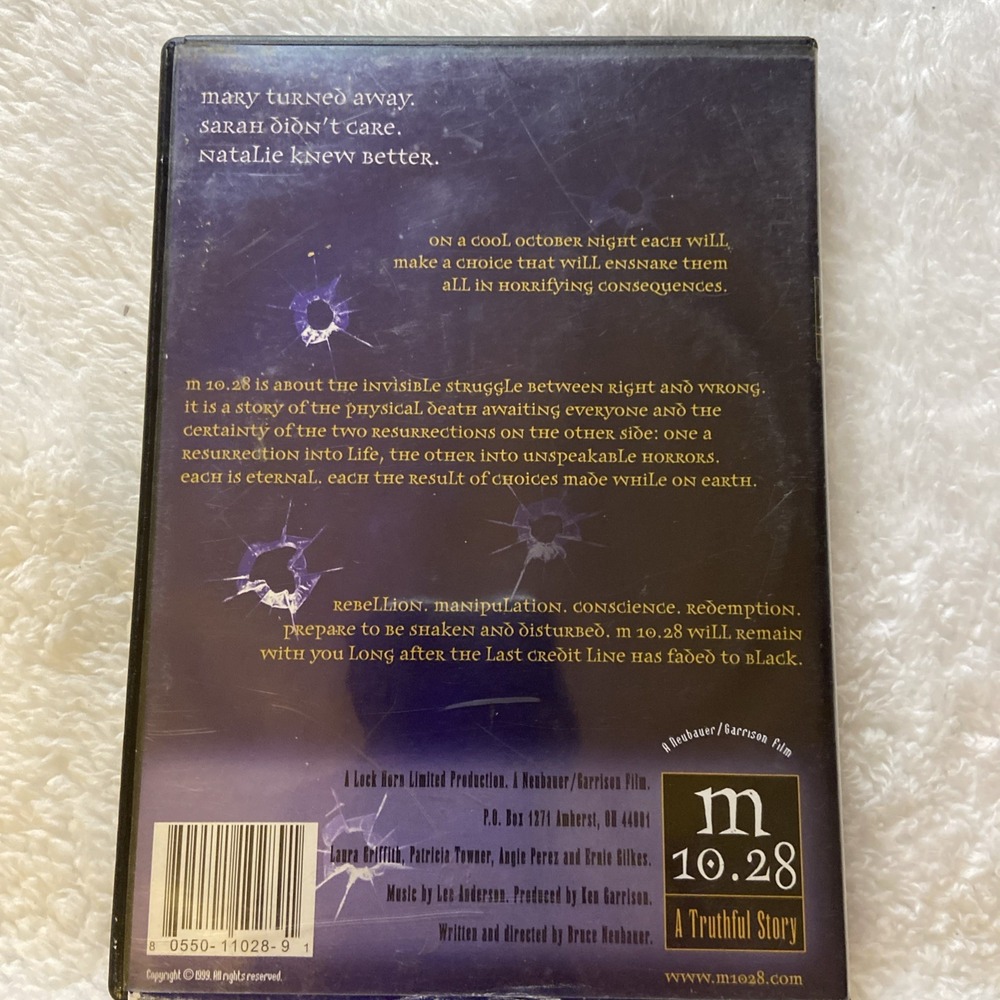 mary turned away.
sarah didn't care.
natalie knew better.
on a cool october night each will
make a choice that will ensnare them
all in horrifying consequences.
m 10.28 is about the invisible struggle between right and wrong.
it is a story of the physical death awaiting everyone and the
certainty of the two resurrections on the other side: one a
resurrection into life, the other into unspeakable horrors.
each is eternal. each the result of choices made while on earth.
rebellion. manipulation. conscience. redemption.
prepare to be shaken and disturbed. m 10.28 will remain
with you long after the last credit line has faded to black.
A Neubauer/Garrison Film
A Lock Horn Limited Production. A Neubauer/Garrison Film.
P.O. Box 1271 Amherst, OH 44001
Laura Griffith, Patricia Towner, Angie Perez and Ernie Gilkes.
Music by Lee Anderson. Produced by Ken Garrison.
Written and directed by Bruce Neubauer.
m
10.28
A Truthful Story
www.m1028.com
8 0550-11028-9 1
Copyright © 1999. All rights reserved.